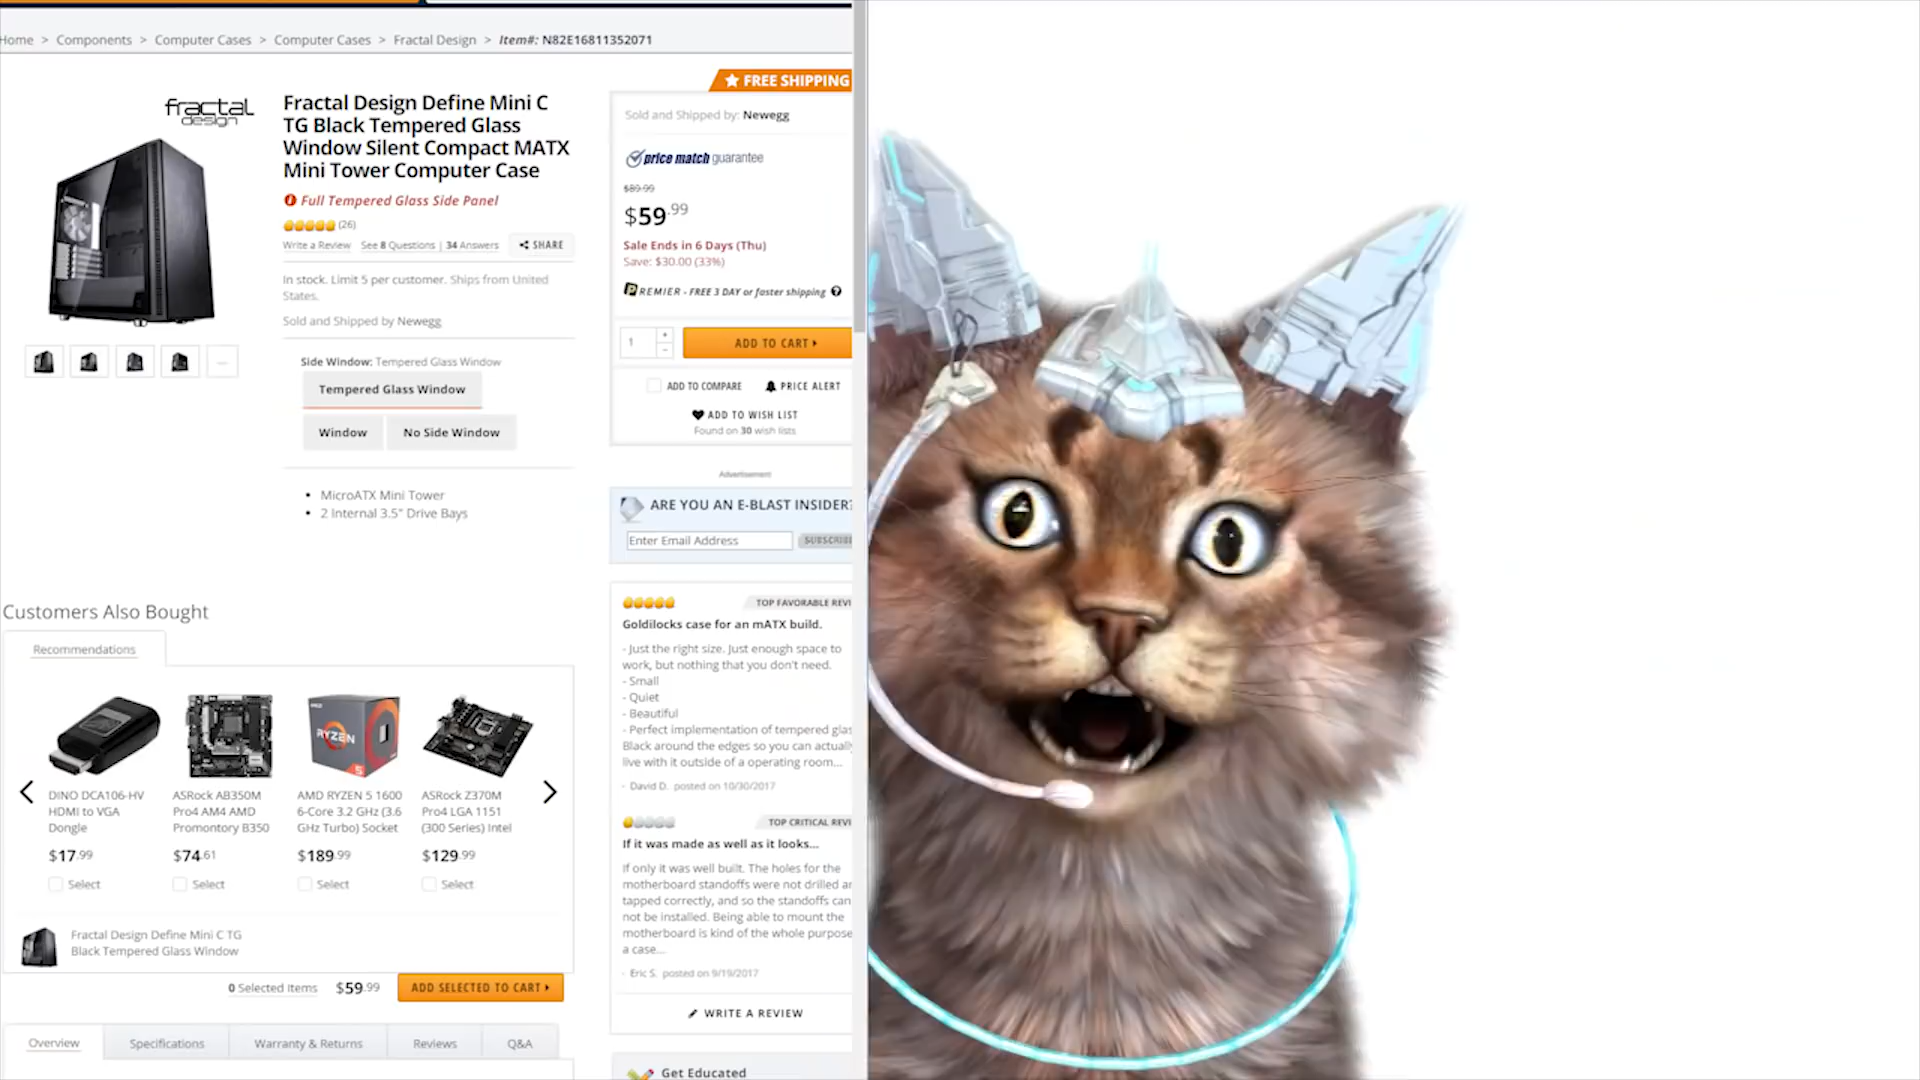 Home > Components > Computer Cases > Computer Cases > Fractal Design > Item#: N82E16811352071
fractal
design
Fractal Design Define Mini C
TG Black Tempered Glass
Window Silent Compact MATX
Mini Tower Computer Case
Full Tempered Glass Side Panel
(26)
Write a Review See 8 Questions | 34 Answers SHARE
In stock. Limit 5 per customer. Ships from United
States.
Sold and Shipped by Newegg
Side Window: Tempered Glass Window
Tempered Glass Window
Window No Side Window
• MicroATX Mini Tower
• 2 Internal 3.5" Drive Bays
FREE SHIPPING
Sold and Shipped by: Newegg
price match guarantee
$89.99
$59.99
Sale Ends in 6 Days (Thu)
Save: $30.00 (33%)
PREMIER - FREE 3 DAY or faster shipping ?
1 + - ADD TO CART
ADD TO COMPARE PRICE ALERT
ADD TO WISH LIST
Found on 30 wish lists
Advertisement
ARE YOU AN E-BLAST INSIDER?
Enter Email Address SUBSCRIBE
TOP FAVORABLE REVI
Goldilocks case for an mATX build.
- Just the right size. Just enough space to
work, but nothing that you don't need.
- Small
- Quiet
- Beautiful
- Perfect implementation of tempered glas
Black around the edges so you can actuall
live with it outside of a operating room...
- David D. posted on 10/30/2017
TOP CRITICAL REVI
If it was made as well as it looks...
If only it was well built. The holes for the
motherboard standoffs were not drilled an
tapped correctly, and so the standoffs can
not be installed. Being able to mount the
motherboard is kind of the whole purpose
a case...
- Eric S. posted on 9/19/2017
WRITE A REVIEW
Get Educated
Customers Also Bought
Recommendations
RYZEN
DINO DCA106-HV
HDMI to VGA
Dongle
$17.99
Select
ASRock AB350M
Pro4 AM4 AMD
Promontory B350
$74.61
Select
AMD RYZEN 5 1600
6-Core 3.2 GHz (3.6
GHz Turbo) Socket
$189.99
Select
ASRock Z370M
Pro4 LGA 1151
(300 Series) Intel
$129.99
Select
Fractal Design Define Mini C TG
Black Tempered Glass Window
0 Selected Items $59.99 ADD SELECTED TO CART
Overview Specifications Warranty & Returns Reviews Q&A